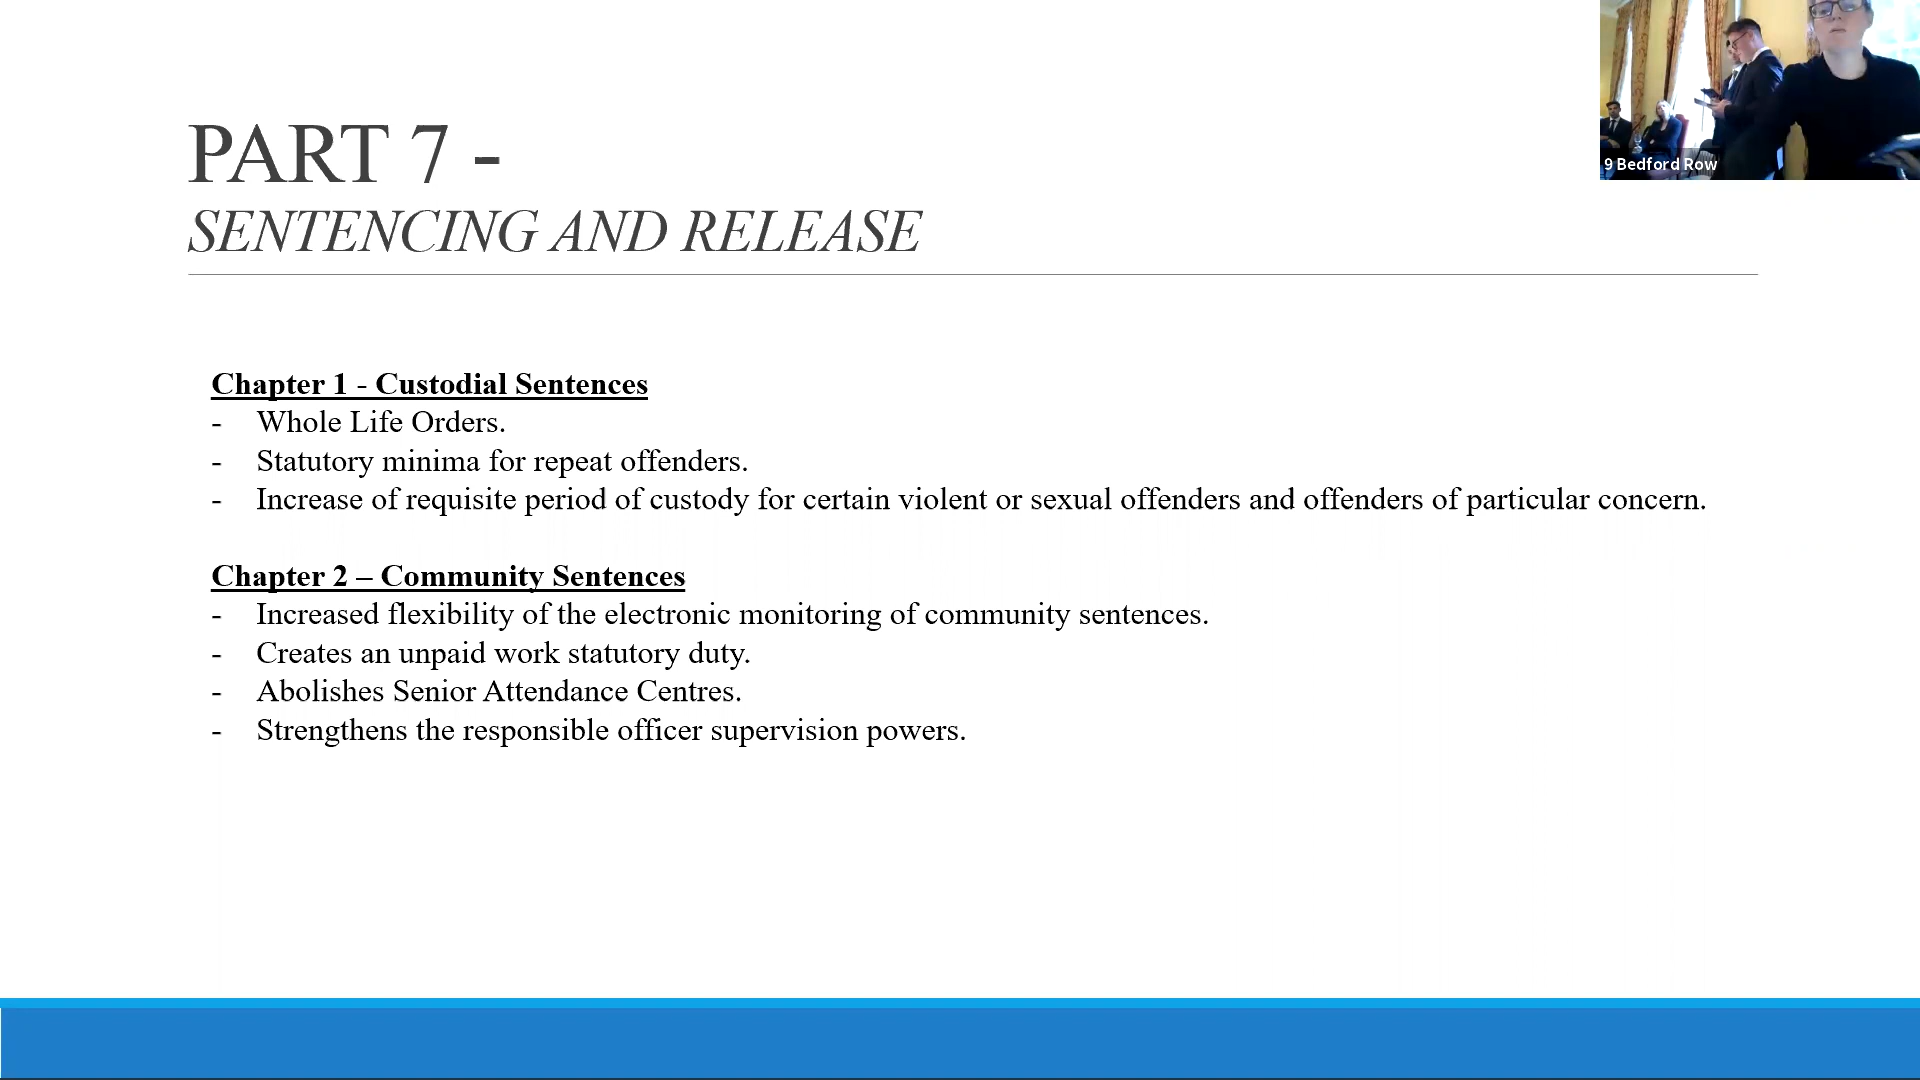 PART 7 -
SENTENCING AND RELEASE
9 Bedford Row
Chapter 1 - Custodial Sentences
- Whole Life Orders.
- Statutory minima for repeat offenders.
- Increase of requisite period of custody for certain violent or sexual offenders and offenders of particular concern.
Chapter 2 – Community Sentences
- Increased flexibility of the electronic monitoring of community sentences.
- Creates an unpaid work statutory duty.
- Abolishes Senior Attendance Centres.
- Strengthens the responsible officer supervision powers.